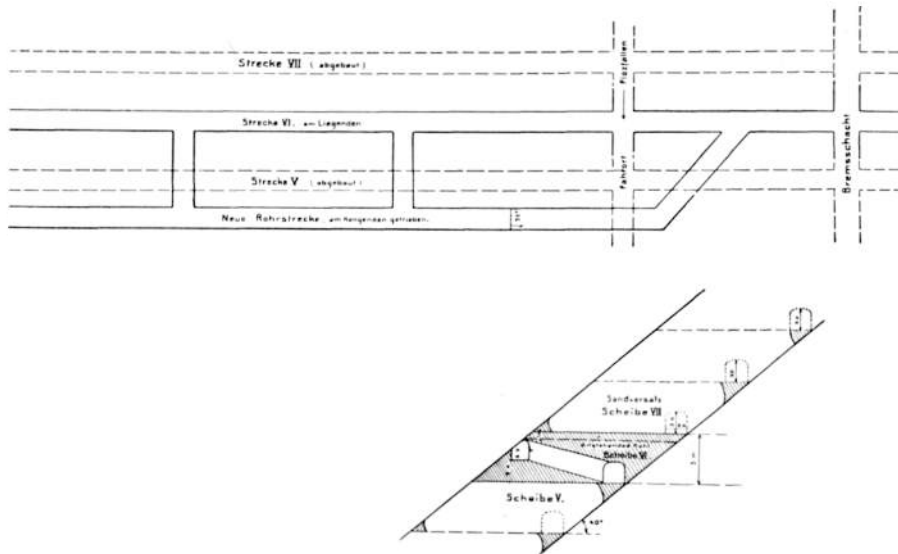 Strecke VII (abgebaut)
Strecke VI. am Liegenden
Fahrort
Bremsschacht
Strecke V (abgebaut)
Neue Rohrstrecke am Hangenden getrieben.
Sandversatz
Scheibe VII
Scheibe VI.
3 m
Scheibe V.
40°